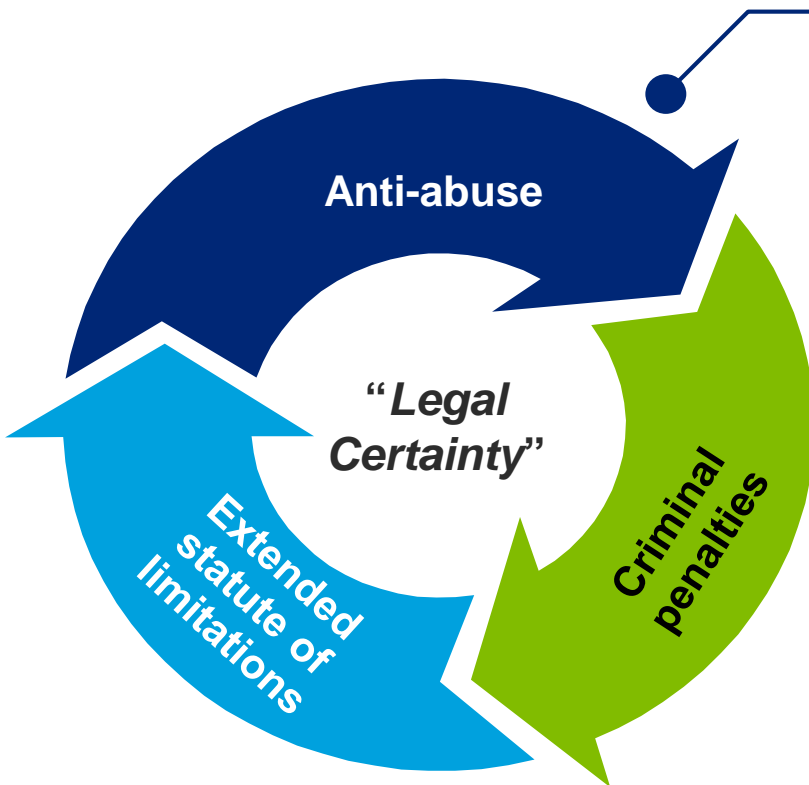 Anti-abuse
“Legal
Certainty”
Criminal
penalties
Extended
statute of
limitations